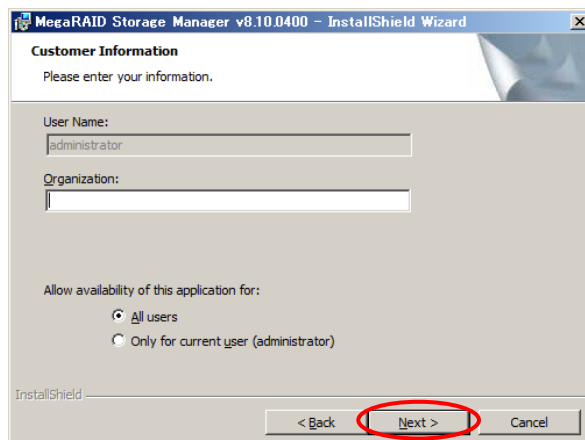 MegaRAID Storage Manager v8.10.0400 - InstallShield Wizard
Customer Information
Please enter your information.
User Name:
administrator
Organization:
Allow availability of this application for:
All users
Only for current user (administrator)
InstallShield
< Back Next > Cancel